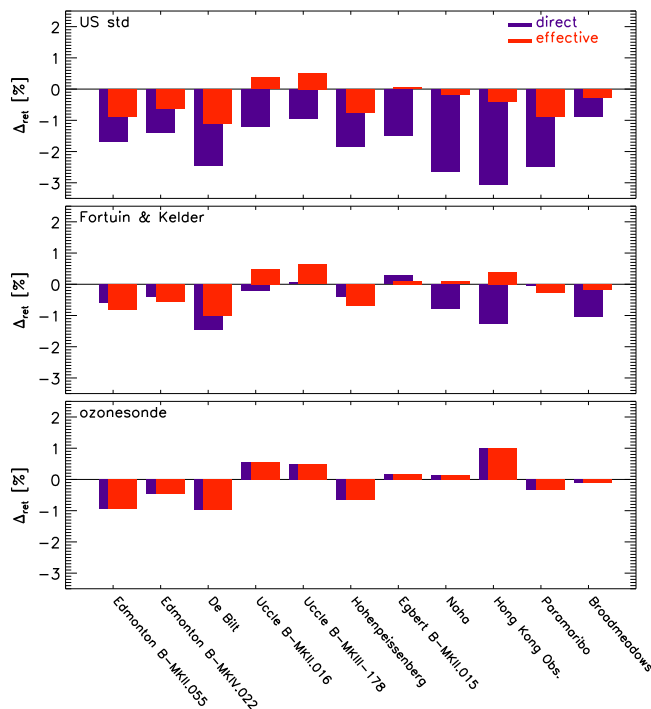 US std
direct
effective
Δret [%]
2
1
0
−1
−2
−3
Fortuin & Kelder
Δret [%]
2
1
0
−1
−2
−3
ozonesonde
Δret [%]
2
1
0
−1
−2
−3
Edmonton B−MKII.055
Edmonton B−MKIV.022
De Bilt
Uccle B−MKII.016
Uccle B−MKIII−178
Hohenpeissenberg
Egbert B−MKII.015
Naha
Hong Kong Obs.
Paramaribo
Broadmeadows